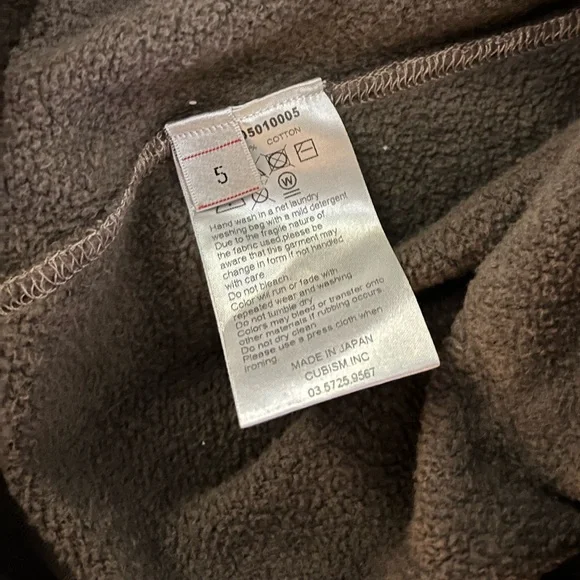 5010005
% COTTON
5
W
Hand wash in a net laundry
washing bag with a mild detergent
Due to the fragile nature of
the fabric used,please be
aware that this garment may
change in form if not handled
with care
Do not bleach.
Color will run or fade with
repeated wear and washing
Do not tumble dry
Colors may bleed or transfer onto
other materials if rubbing occurs.
Do not dry clean.
Please use a press cloth when
ironing.
MADE IN JAPAN
CUBISM INC
03 5725.9567